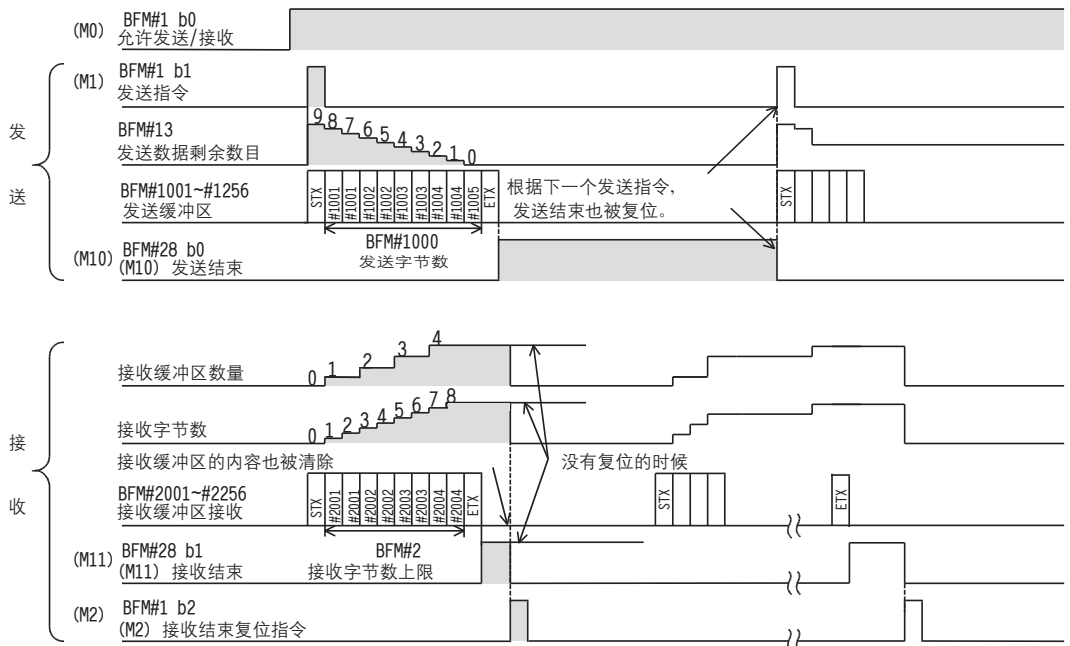 (M0) BFM#1 b0
允许发送/接收
发
送
(M1) BFM#1 b1
发送指令
BFM#13
发送数据剩余数目
9 8 7 6 5 4 3 2 1 0
BFM#1001~#1256
发送缓冲区
STX #1001 #1001 #1002 #1002 #1003 #1003 #1004 #1004 #1005 ETX
根据下一个发送指令,
发送结束也被复位。
STX
BFM#1000
发送字节数
(M10) BFM#28 b0
(M10) 发送结束
接
收
接收缓冲区数量
0 1 2 3 4
接收字节数
0 1 2 3 4 5 6 7 8
接收缓冲区的内容也被清除
没有复位的时候
BFM#2001~#2256
接收缓冲区接收
STX #2001 #2001 #2002 #2002 #2003 #2003 #2004 #2004 ETX
STX
ETX
(M11) BFM#28 b1
(M11) 接收结束
BFM#2
接收字节数上限
(M2) BFM#1 b2
(M2) 接收结束复位指令